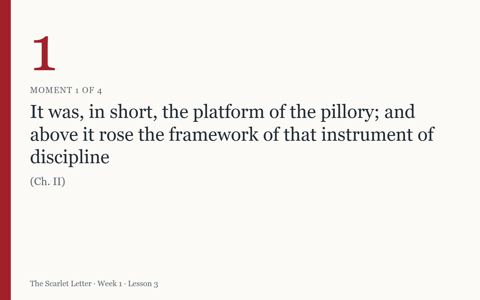 1
MOMENT 1 OF 4
It was, in short, the platform of the pillory; and
above it rose the framework of that instrument of
discipline
(Ch. II)
The Scarlet Letter · Week 1 · Lesson 3